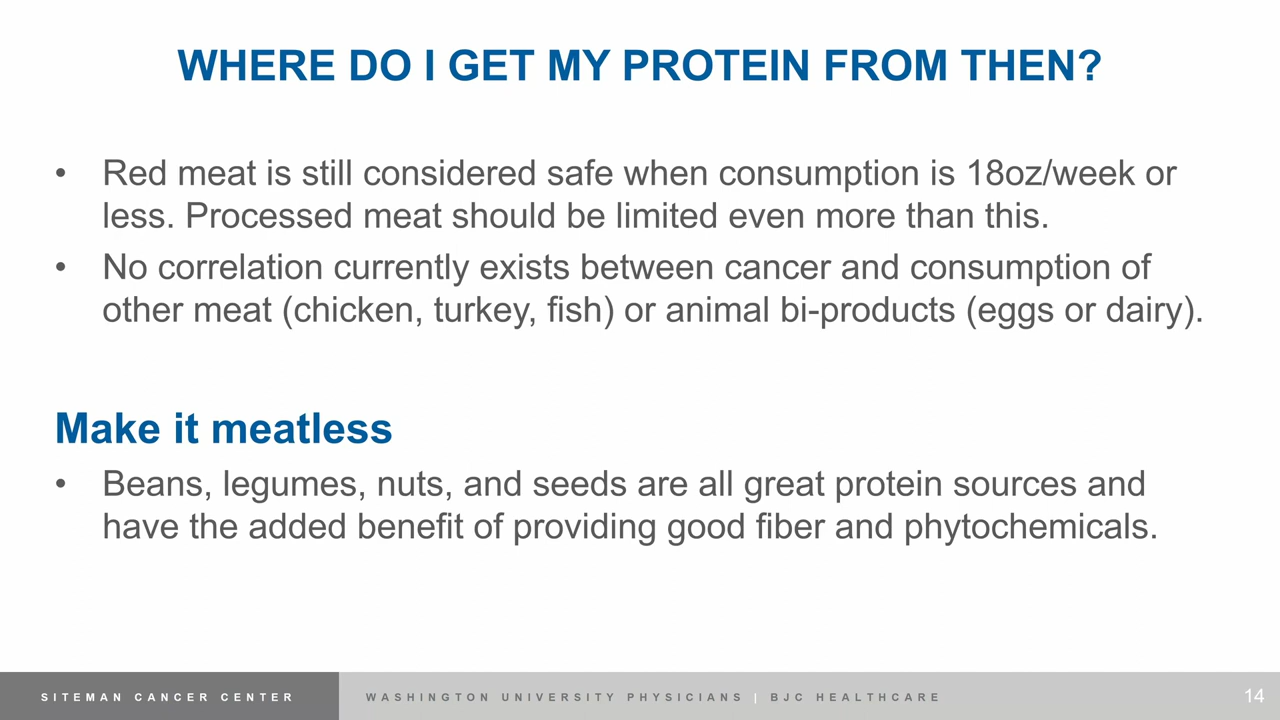 WHERE DO I GET MY PROTEIN FROM THEN?
• Red meat is still considered safe when consumption is 18oz/week or
less. Processed meat should be limited even more than this.
• No correlation currently exists between cancer and consumption of
other meat (chicken, turkey, fish) or animal bi-products (eggs or dairy).
Make it meatless
• Beans, legumes, nuts, and seeds are all great protein sources and
have the added benefit of providing good fiber and phytochemicals.
SITEMAN CANCER CENTER WASHINGTON UNIVERSITY PHYSICIANS | BJC HEALTHCARE 14